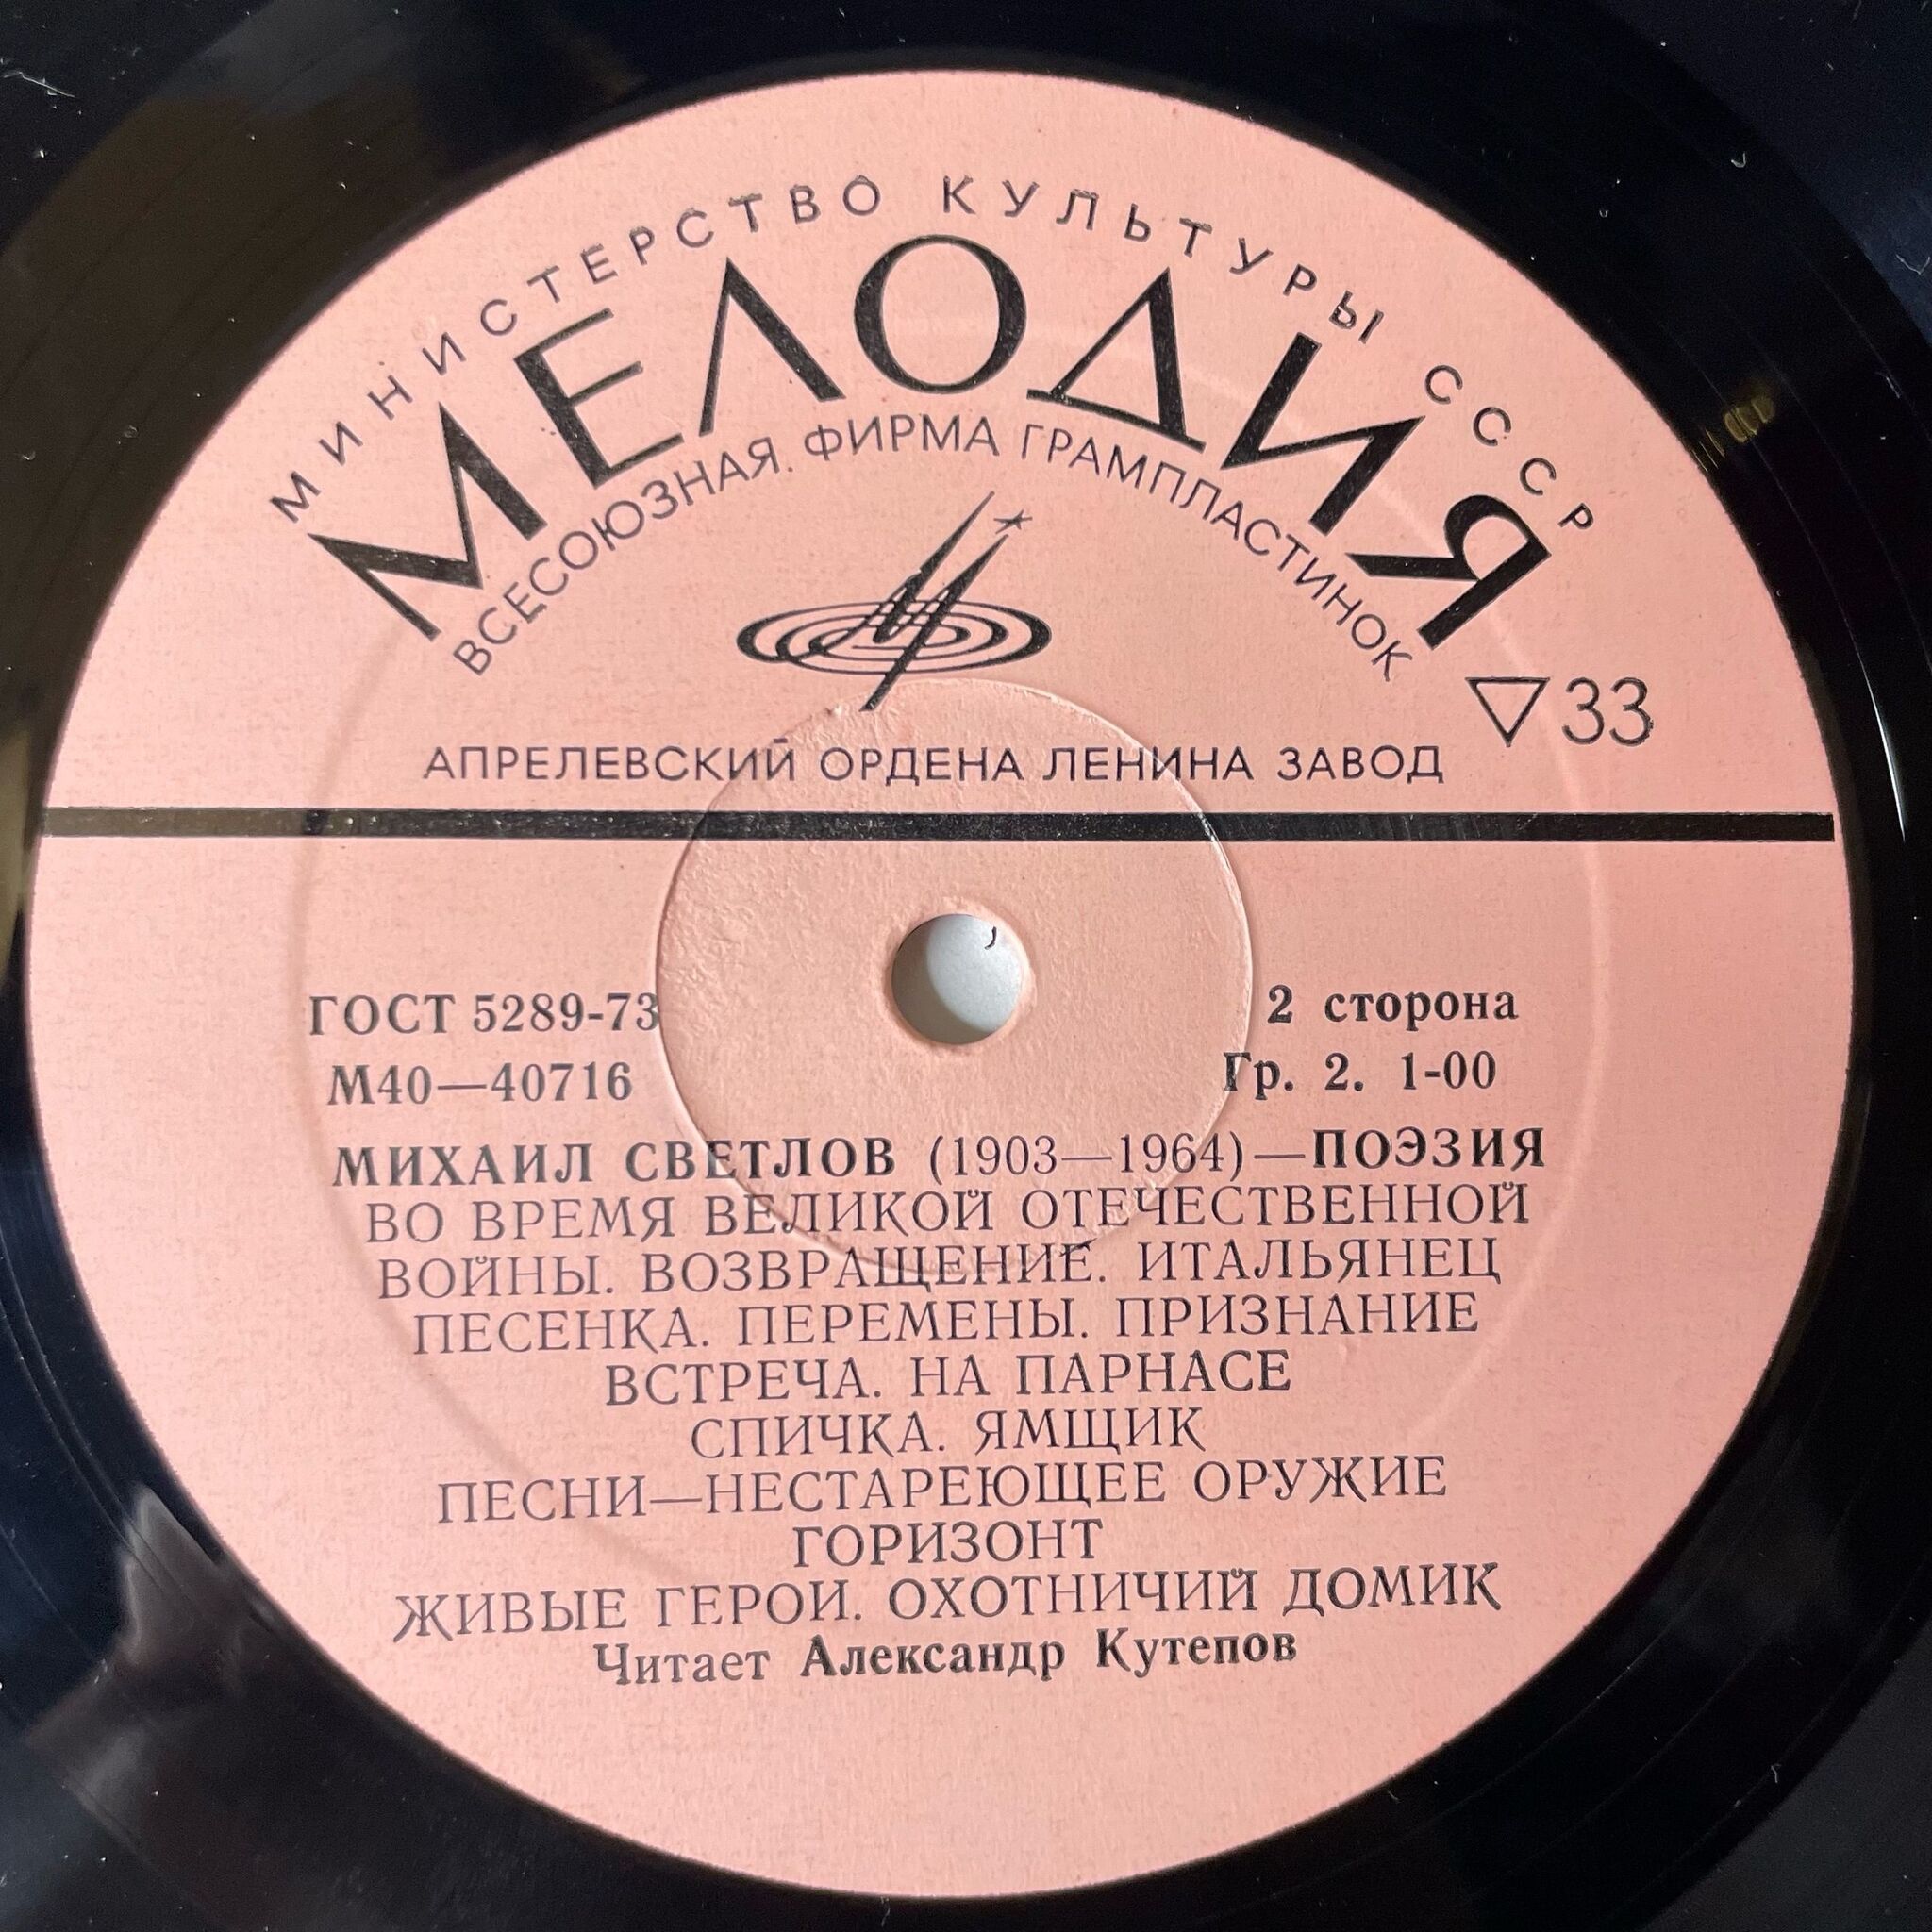 МИНИСТЕРСТВО КУЛЬТУРЫ СССР
МЕЛОДИЯ
ВСЕСОЮЗНАЯ ФИРМА ГРАМПЛАСТИНОК
▽33
АПРЕЛЕВСКИЙ ОРДЕНА ЛЕНИНА ЗАВОД
ГОСТ 5289-73
2 сторона
М40—40716
Гр. 2. 1-00
МИХАИЛ СВЕТЛОВ (1903—1964)—ПОЭЗИЯ
ВО ВРЕМЯ ВЕЛИКОЙ ОТЕЧЕСТВЕННОЙ
ВОЙНЫ. ВОЗВРАЩЕНИЕ. ИТАЛЬЯНЕЦ
ПЕСЕНКА. ПЕРЕМЕНЫ. ПРИЗНАНИЕ
ВСТРЕЧА. НА ПАРНАСЕ
СПИЧКА. ЯМЩИК
ПЕСНИ—НЕСТАРЕЮЩЕЕ ОРУЖИЕ
ГОРИЗОНТ
ЖИВЫЕ ГЕРОИ. ОХОТНИЧИЙ ДОМИК
Читает Александр Кутепов